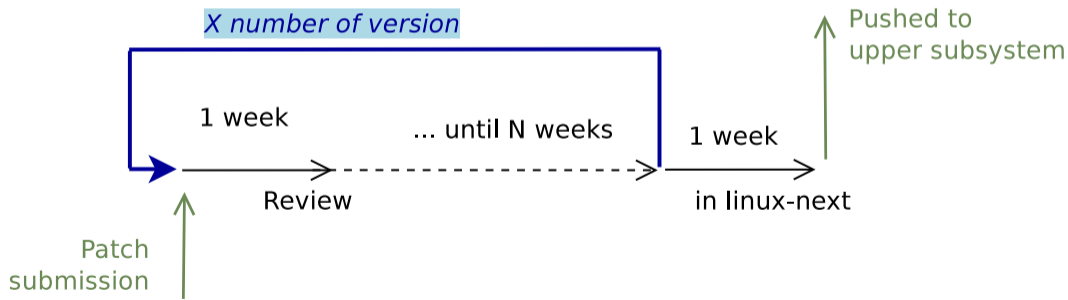 X number of version
Pushed to
upper subsystem
1 week
... until N weeks
1 week
Review
in linux-next
Patch
submission